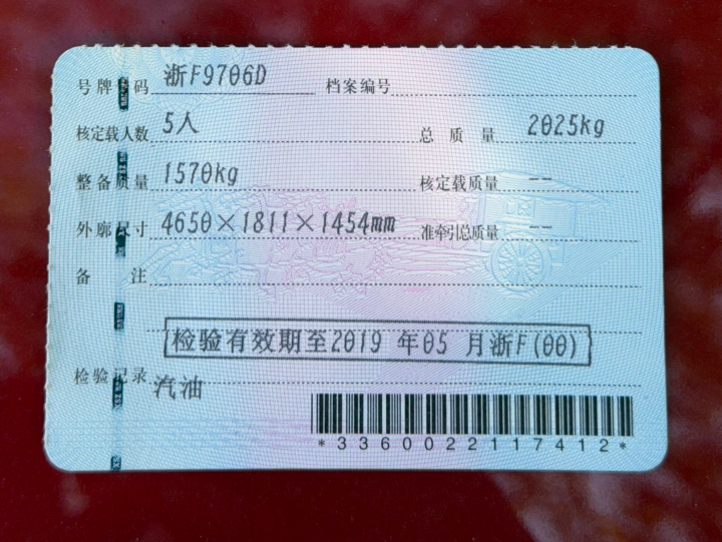 号牌号码 浙F9706D 档案编号
核定载人数 5人 总质量 2025kg
整备质量 1570kg 核定载质量 --
外廓尺寸 4650×1811×1454mm 准牵引总质量 --
备注
检验有效期至2019 年05 月浙F(00)
检验记录
汽油
*3360022117412*